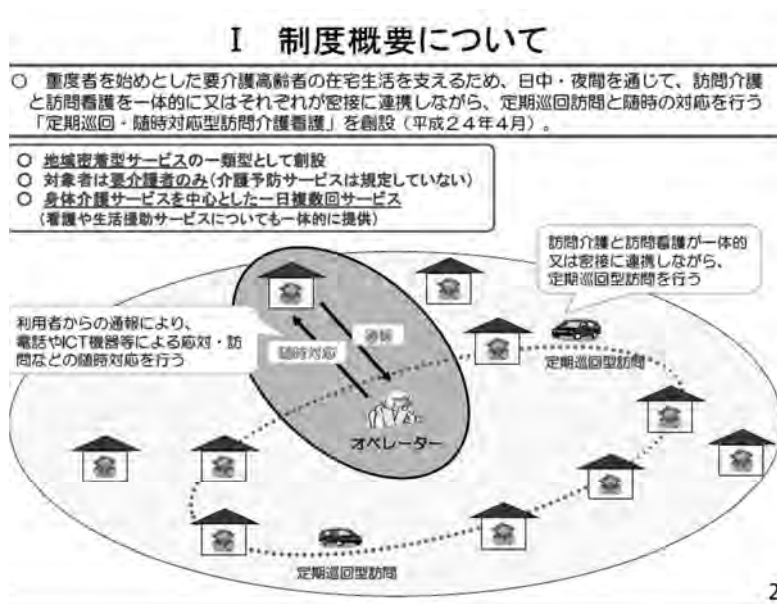 I 制度概要について
○ 重度者を始めとした要介護高齢者の在宅生活を支えるため、日中・夜間を通じて、訪問介護
と訪問看護を一体的に又はそれぞれが密接に連携しながら、定期巡回訪問と随時の対応を行う
「定期巡回・随時対応型訪問介護看護」を創設（平成24年4月）。
○ 地域密着型サービスの一類型として創設
○ 対象者は要介護者のみ（介護予防サービスは規定していない）
○ 身体介護サービスを中心とした一日複数回サービス
（看護や生活援助サービスについても一体的に提供）
訪問介護と訪問看護が一体的
又は密接に連携しながら、
定期巡回型訪問を行う
利用者からの通報により、
電話やICT機器等による応対・訪
問などの随時対応を行う
通報
随時対応
定期巡回型訪問
オペレーター
定期巡回型訪問
2